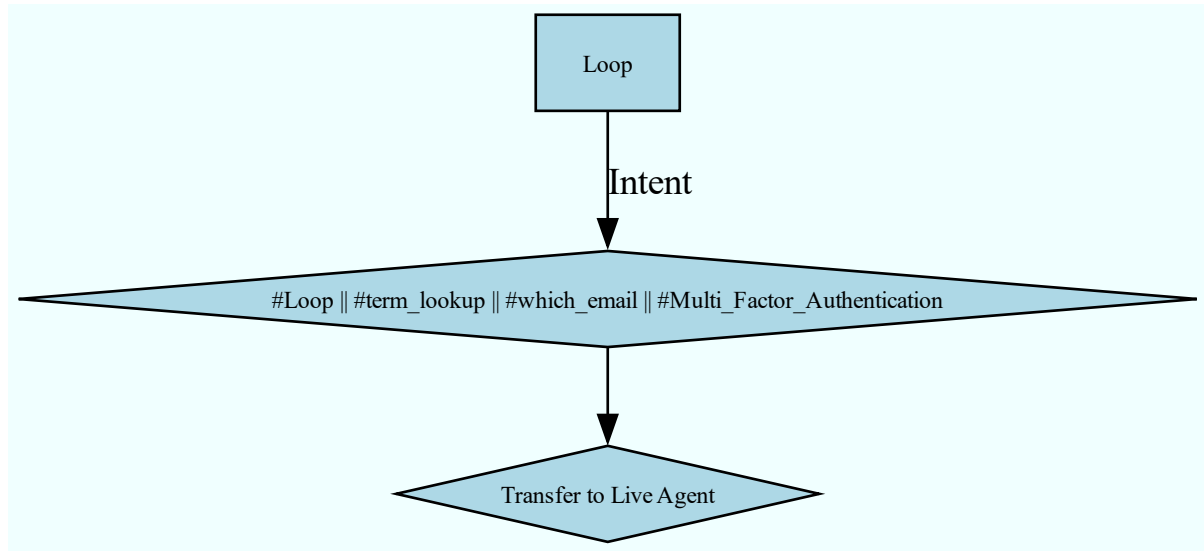 Loop
Intent
#Loop || #term_lookup || #which_email || #Multi_Factor_Authentication
Transfer to Live Agent